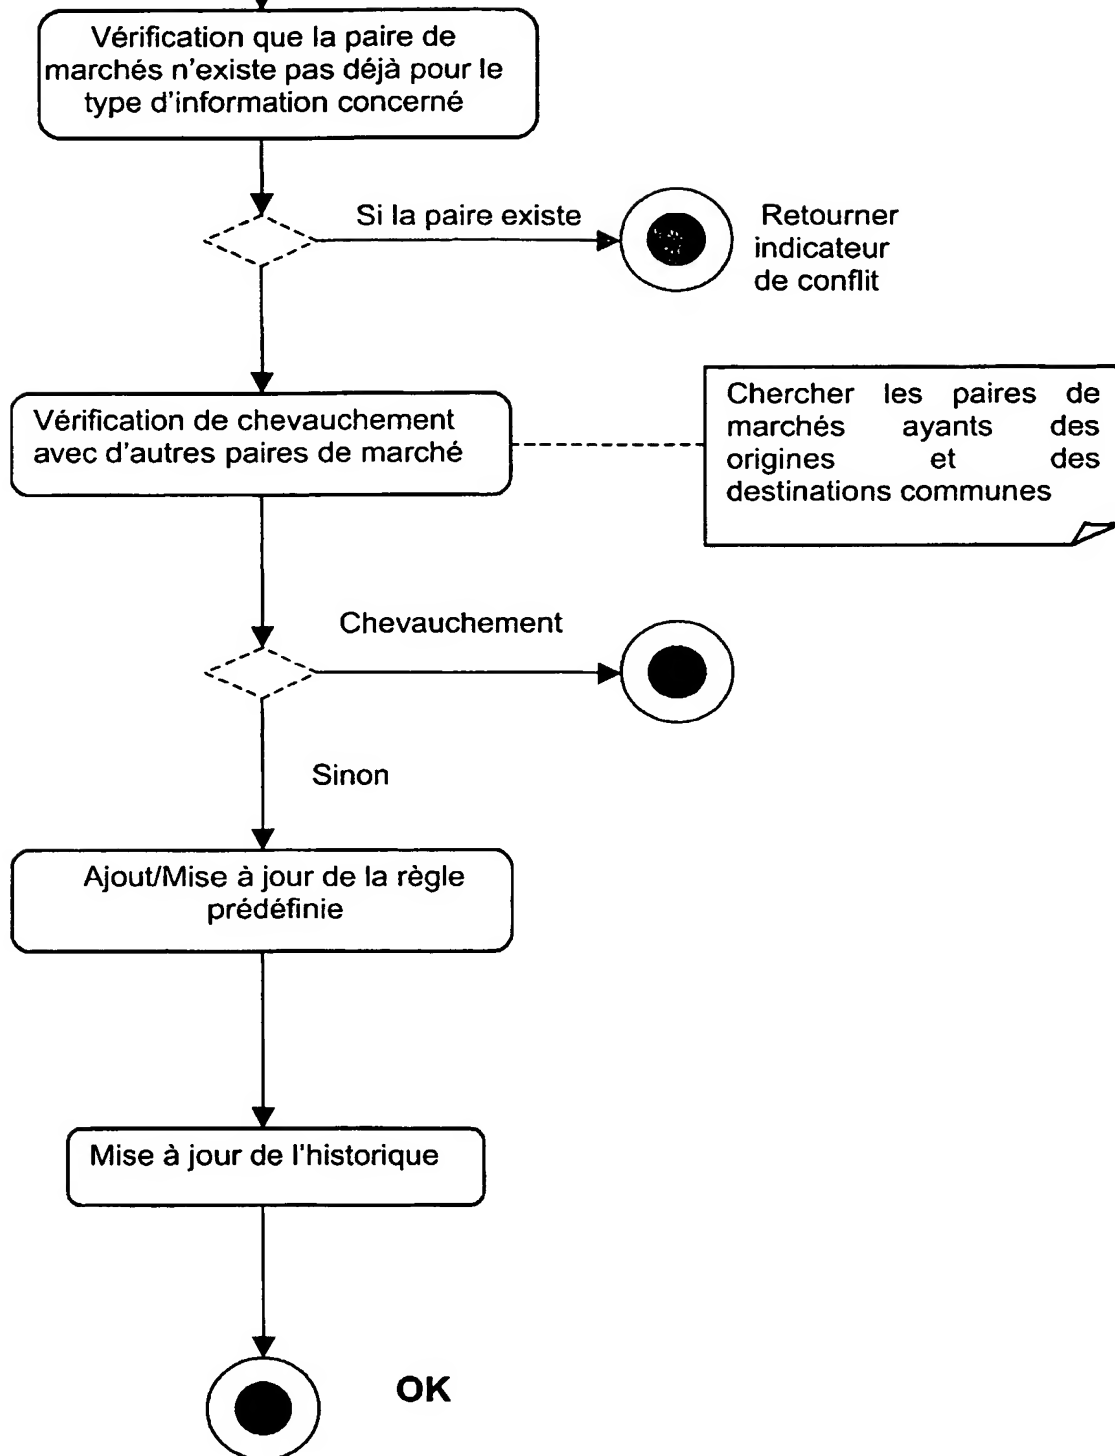 Vérification que la paire de
marchés n'existe pas déjà pour le
type d'information concerné
Si la paire existe
Retourner
indicateur
de conflit
Vérification de chevauchement
avec d'autres paires de marché
Chercher les paires de
marchés ayants des
origines et des
destinations communes
Chevauchement
Sinon
Ajout/Mise à jour de la règle
prédéfinie
Mise à jour de l'historique
OK